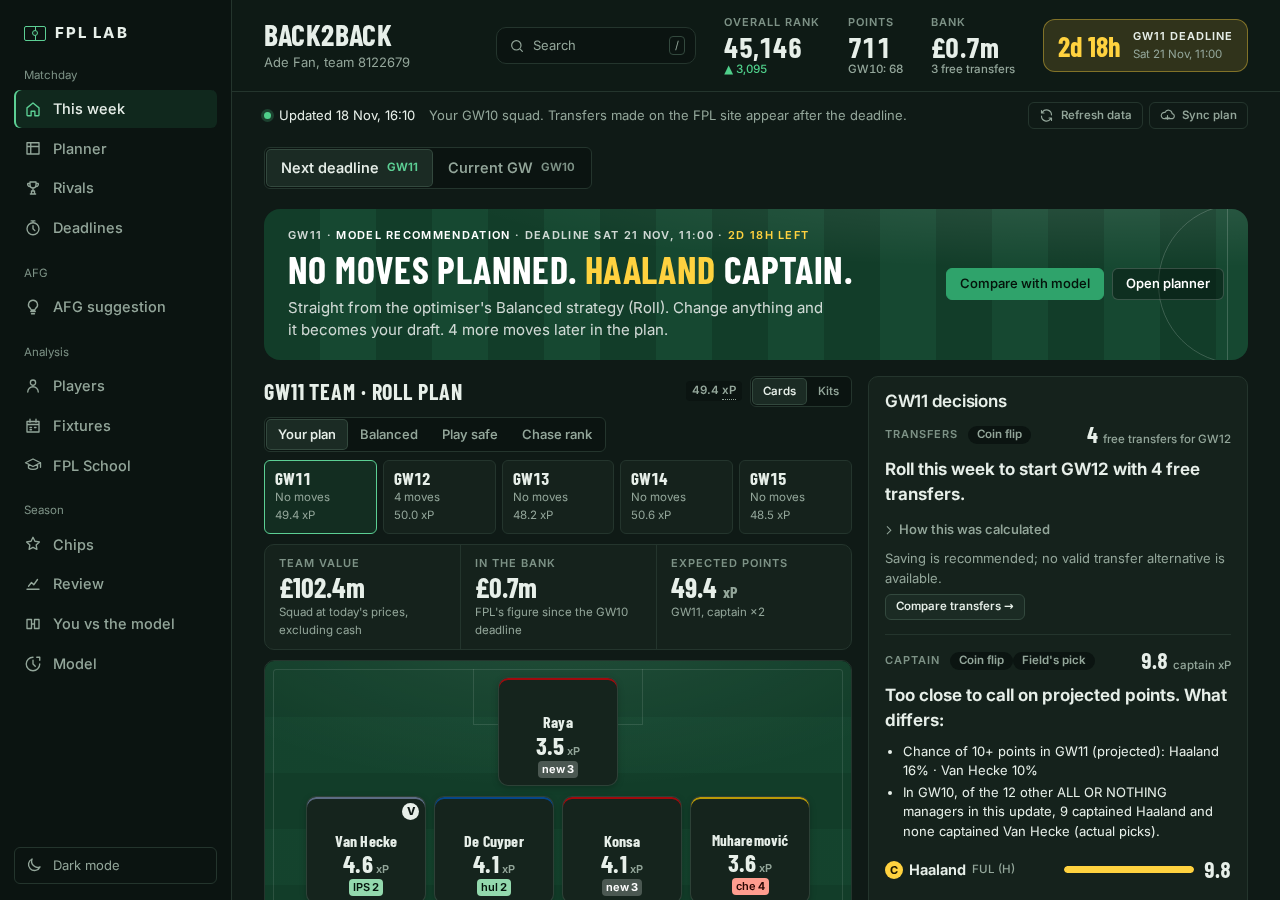 FPL LAB
Matchday
This week
Planner
Rivals
Deadlines
AFG
AFG suggestion
Analysis
Players
Fixtures
FPL School
Season
Chips
Review
You vs the model
Model
Dark mode
BACK2BACK
Ade Fan, team 8122679
Search /
OVERALL RANK
45,146
▲ 3,095
POINTS
711
GW10: 68
BANK
£0.7m
3 free transfers
2d 18h
GW11 DEADLINE
Sat 21 Nov, 11:00
Updated 18 Nov, 16:10 Your GW10 squad. Transfers made on the FPL site appear after the deadline.
Refresh data
Sync plan
Next deadline GW11
Current GW GW10
GW11 · MODEL RECOMMENDATION · DEADLINE SAT 21 NOV, 11:00 · 2D 18H LEFT
NO MOVES PLANNED. HAALAND CAPTAIN.
Straight from the optimiser's Balanced strategy (Roll). Change anything and
it becomes your draft. 4 more moves later in the plan.
Compare with model
Open planner
GW11 TEAM · ROLL PLAN
49.4 xP
Cards Kits
Your plan Balanced Play safe Chase rank
GW11
No moves
49.4 xP
GW12
4 moves
50.0 xP
GW13
No moves
48.2 xP
GW14
No moves
50.6 xP
GW15
No moves
48.5 xP
TEAM VALUE
£102.4m
Squad at today's prices,
excluding cash
IN THE BANK
£0.7m
FPL's figure since the GW10
deadline
EXPECTED POINTS
49.4 xP
GW11, captain ×2
Raya
3.5 xP
new 3
V
Van Hecke
4.6 xP
IPS 2
De Cuyper
4.1 xP
hul 2
Konsa
4.1 xP
new 3
Muharemović
3.6 xP
che 4
GW11 decisions
TRANSFERS Coin flip 4 free transfers for GW12
Roll this week to start GW12 with 4 free
transfers.
How this was calculated
Saving is recommended; no valid transfer alternative is
available.
Compare transfers →
CAPTAIN Coin flip Field's pick 9.8 captain xP
Too close to call on projected points. What
differs:
• Chance of 10+ points in GW11 (projected): Haaland
16% · Van Hecke 10%
• In GW10, of the 12 other ALL OR NOTHING
managers in this update, 9 captained Haaland and
none captained Van Hecke (actual picks).
C Haaland FUL (H) 9.8